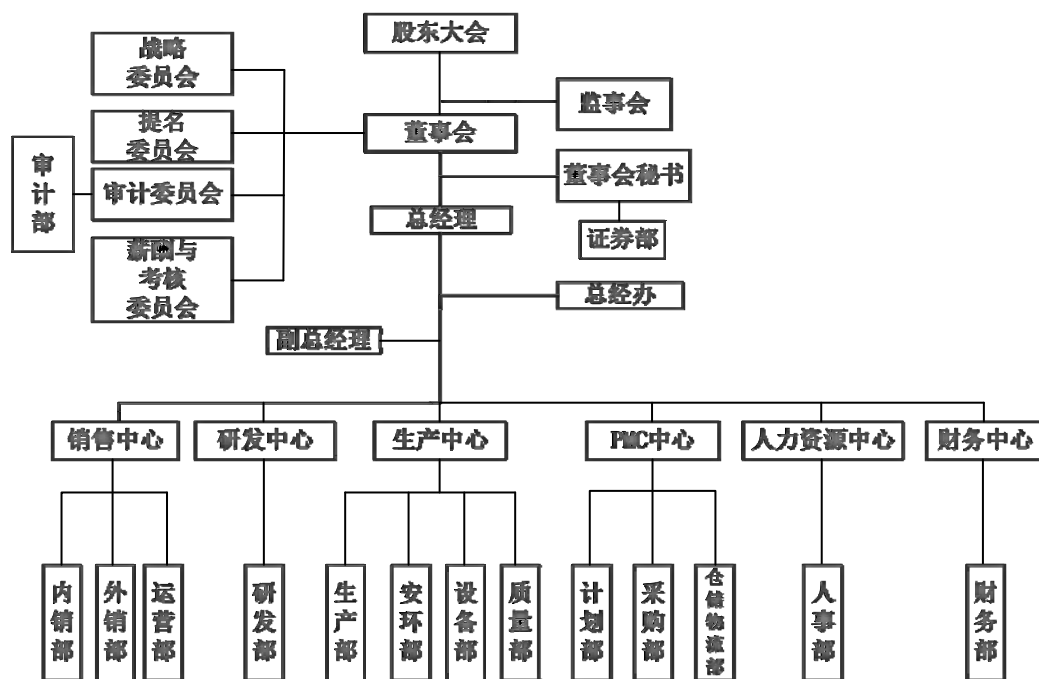 股东大会
战略
委员会
监事会
提名
委员会
董事会
审计部
审计委员会
董事会秘书
总经理
证券部
薪酬与
考核
委员会
总经办
副总经理
销售中心
研发中心
生产中心
PMC中心
人力资源中心
财务中心
内销部
外销部
运营部
研发部
生产部
安环部
设备部
质量部
计划部
采购部
仓储物流部
人事部
财务部